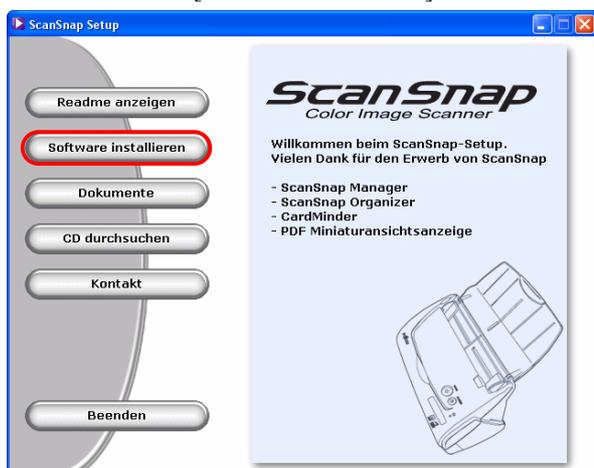 ScanSnap Setup
Readme anzeigen
Software installieren
Dokumente
CD durchsuchen
Kontakt
Beenden
ScanSnap
Color Image Scanner
Willkommen beim ScanSnap-Setup.
Vielen Dank für den Erwerb von ScanSnap
- ScanSnap Manager
- ScanSnap Organizer
- CardMinder
- PDF Miniaturansichtsanzeige